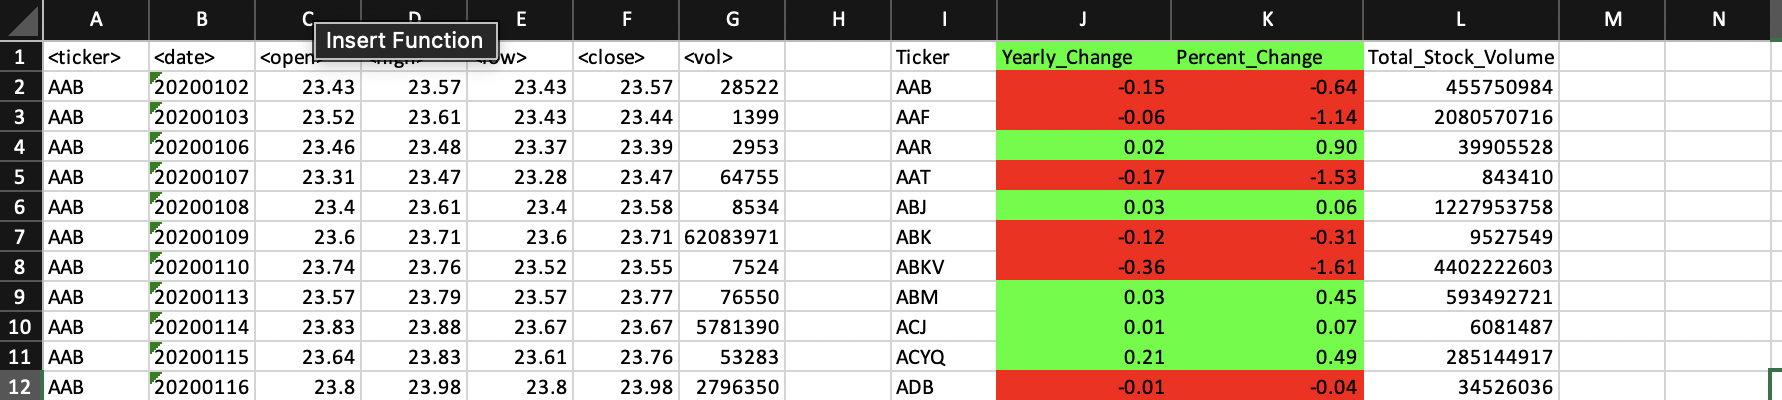 A B C D E F G H I J K L M N
Insert Function
1 <ticker> <date> <open> <close> <vol> Ticker Yearly_Change Percent_Change Total_Stock_Volume
2 AAB 20200102 23.43 23.57 23.43 23.57 28522 AAB -0.15 -0.64 455750984
3 AAB 20200103 23.52 23.61 23.43 23.44 1399 AAF -0.06 -1.14 2080570716
4 AAB 20200106 23.46 23.48 23.37 23.39 2953 AAR 0.02 0.90 39905528
5 AAB 20200107 23.31 23.47 23.28 23.47 64755 AAT -0.17 -1.53 843410
6 AAB 20200108 23.4 23.61 23.4 23.58 8534 ABJ 0.03 0.06 1227953758
7 AAB 20200109 23.6 23.71 23.6 23.71 62083971 ABK -0.12 -0.31 9527549
8 AAB 20200110 23.74 23.76 23.52 23.55 7524 ABKV -0.36 -1.61 4402222603
9 AAB 20200113 23.57 23.79 23.57 23.77 76550 ABM 0.03 0.45 593492721
10 AAB 20200114 23.83 23.88 23.67 23.67 5781390 ACJ 0.01 0.07 6081487
11 AAB 20200115 23.64 23.83 23.61 23.76 53283 ACYQ 0.21 0.49 285144917
12 AAB 20200116 23.8 23.98 23.8 23.98 2796350 ADB -0.01 -0.04 34526036